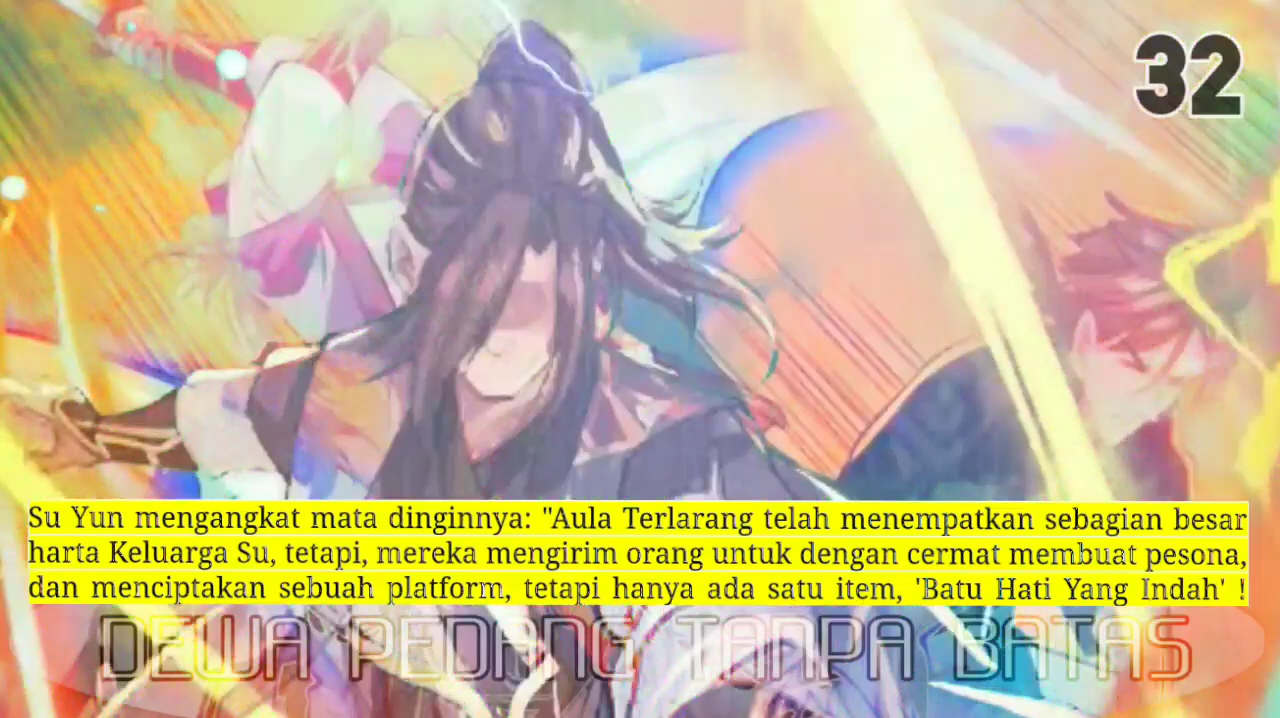 32
Su Yun mengangkat mata dinginnya: "Aula Terlarang telah menempatkan sebagian besar
harta Keluarga Su, tetapi, mereka mengirim orang untuk dengan cermat membuat pesona,
dan menciptakan sebuah platform, tetapi hanya ada satu item, 'Batu Hati Yang Indah' !
DEWA PEDANG TANPA BATAS